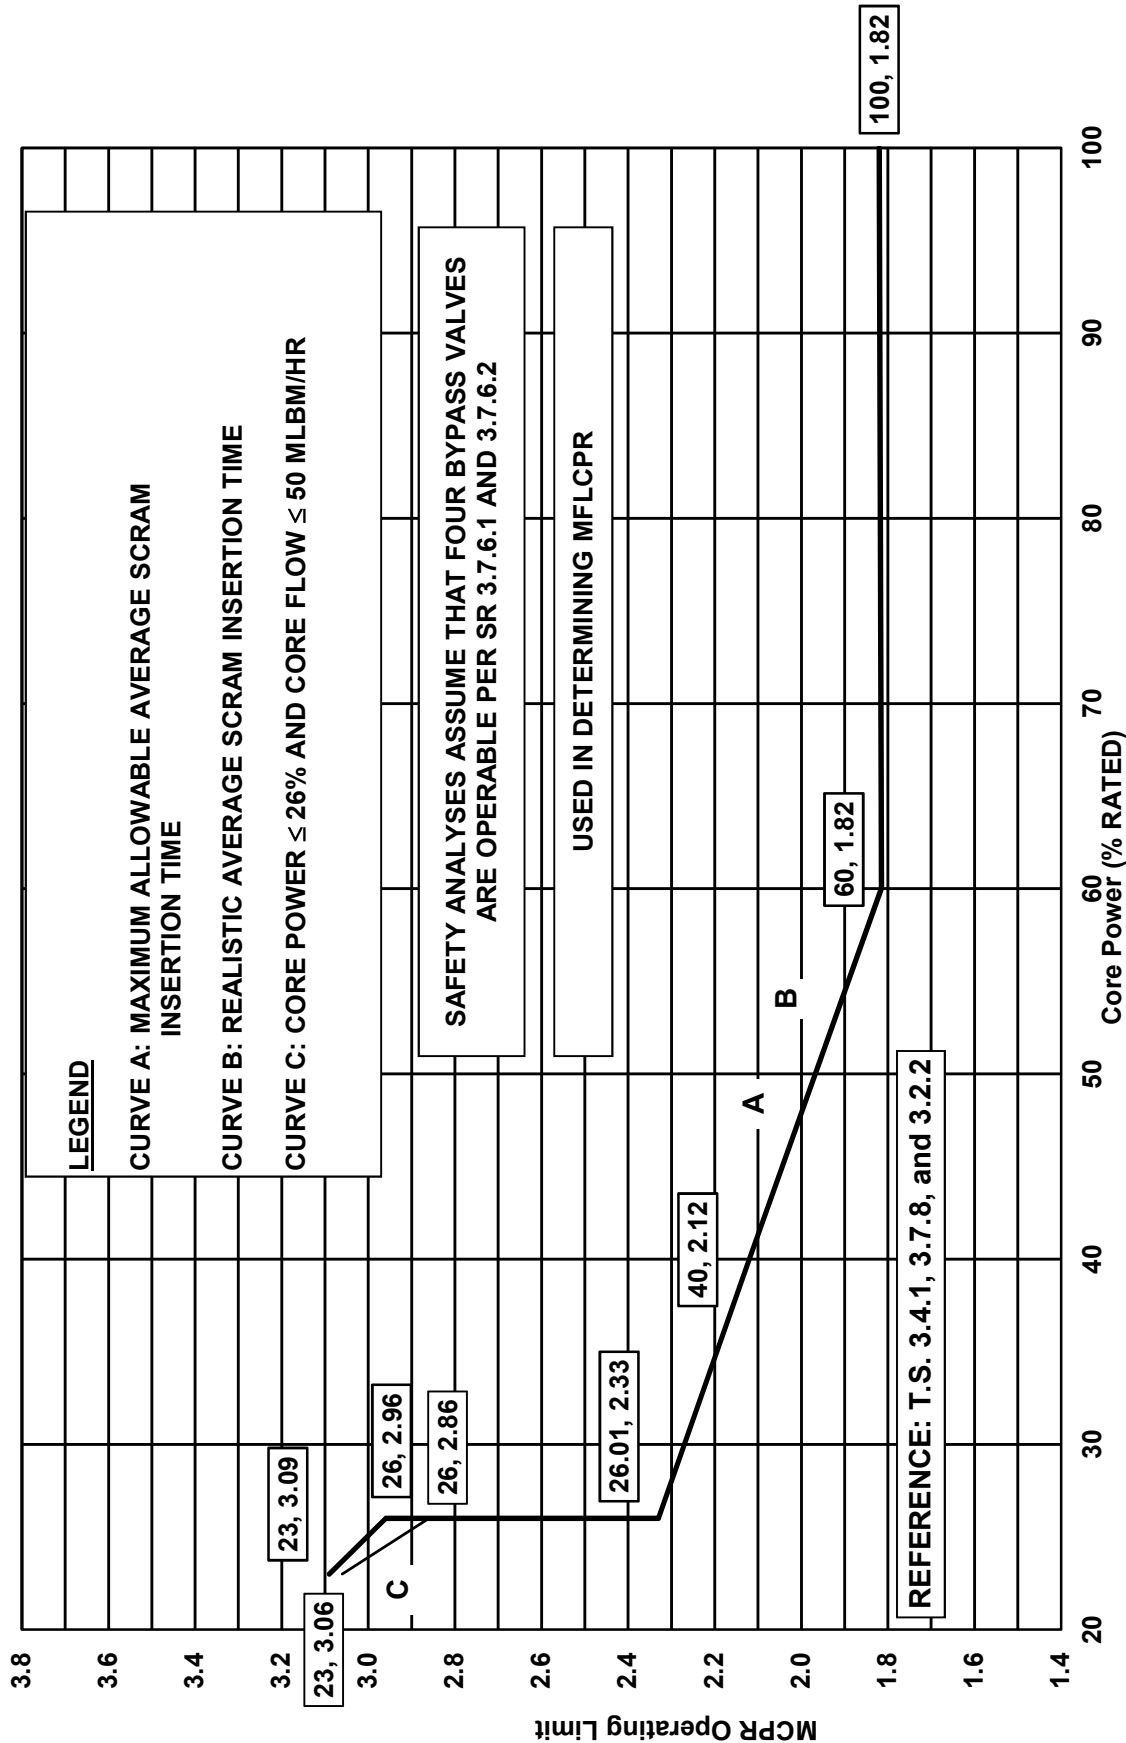 LEGEND
CURVE A: MAXIMUM ALLOWABLE AVERAGE SCRAM
INSERTION TIME
CURVE B: REALISTIC AVERAGE SCRAM INSERTION TIME
CURVE C: CORE POWER ≤ 26% AND CORE FLOW ≤ 50 MLBM/HR
SAFETY ANALYSES ASSUME THAT FOUR BYPASS VALVES
ARE OPERABLE PER SR 3.7.6.1 AND 3.7.6.2
USED IN DETERMINING MFLCPR
MCPR Operating Limit
3.8
3.6
3.4
3.2
3.0
2.8
2.6
2.4
2.2
2.0
1.8
1.6
1.4
23, 3.06
23, 3.09
26, 2.96
26, 2.86
26.01, 2.33
40, 2.12
60, 1.82
100, 1.82
C
A
B
REFERENCE: T.S. 3.4.1, 3.7.8, and 3.2.2
20
30
40
50
60
70
80
90
100
Core Power (% RATED)